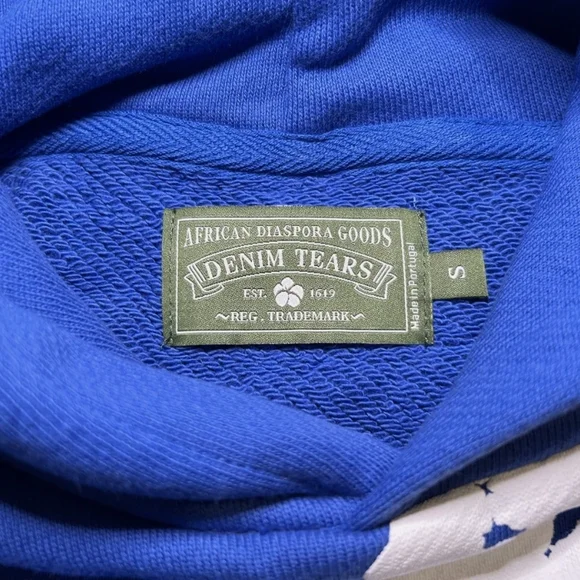 AFRICAN DIASPORA GOODS
DENIM TEARS
EST. 1619
~REG. TRADEMARK~
Made in Portugal
S